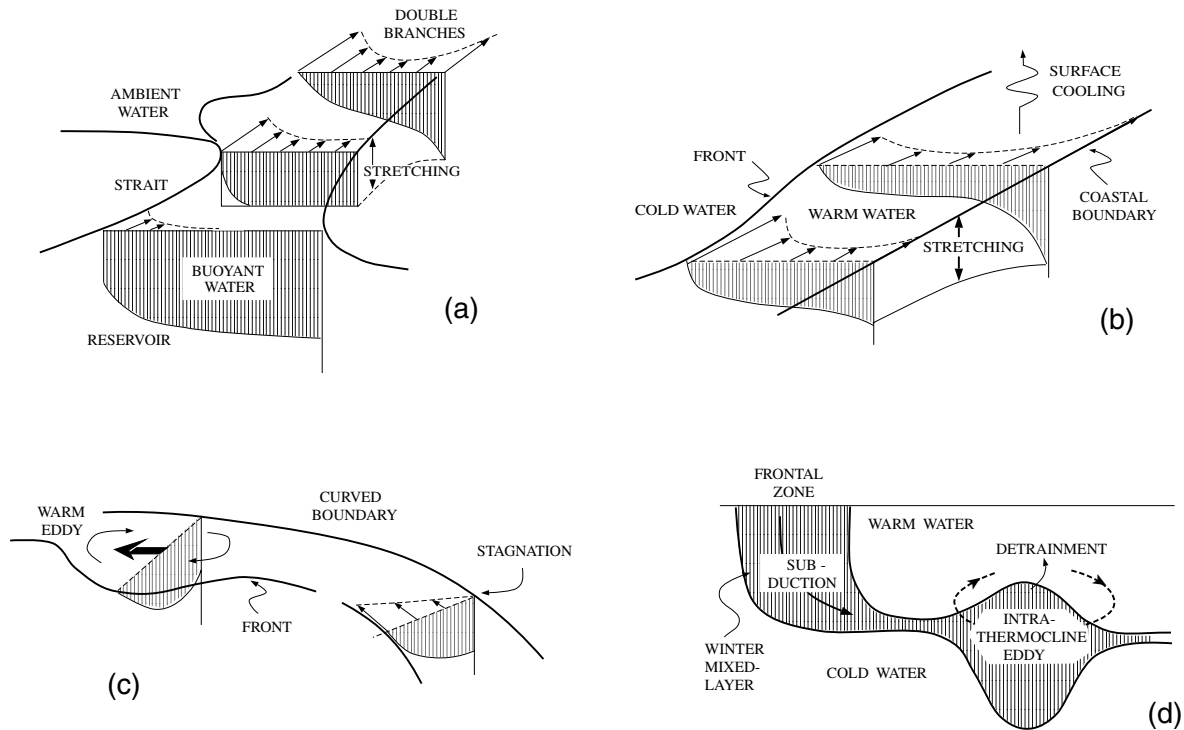 DOUBLE
BRANCHES
AMBIENT
WATER
STRETCHING
STRAIT
BUOYANT
WATER
RESERVOIR
(a)
SURFACE
COOLING
FRONT
COLD WATER
WARM WATER
COASTAL
BOUNDARY
STRETCHING
(b)
WARM
EDDY
CURVED
BOUNDARY
STAGNATION
FRONT
(c)
FRONTAL
ZONE
WARM WATER
DETRAINMENT
SUB-
DUCTION
INTRA-
THERMOCLINE
EDDY
WINTER
MIXED-
LAYER
COLD WATER
(d)